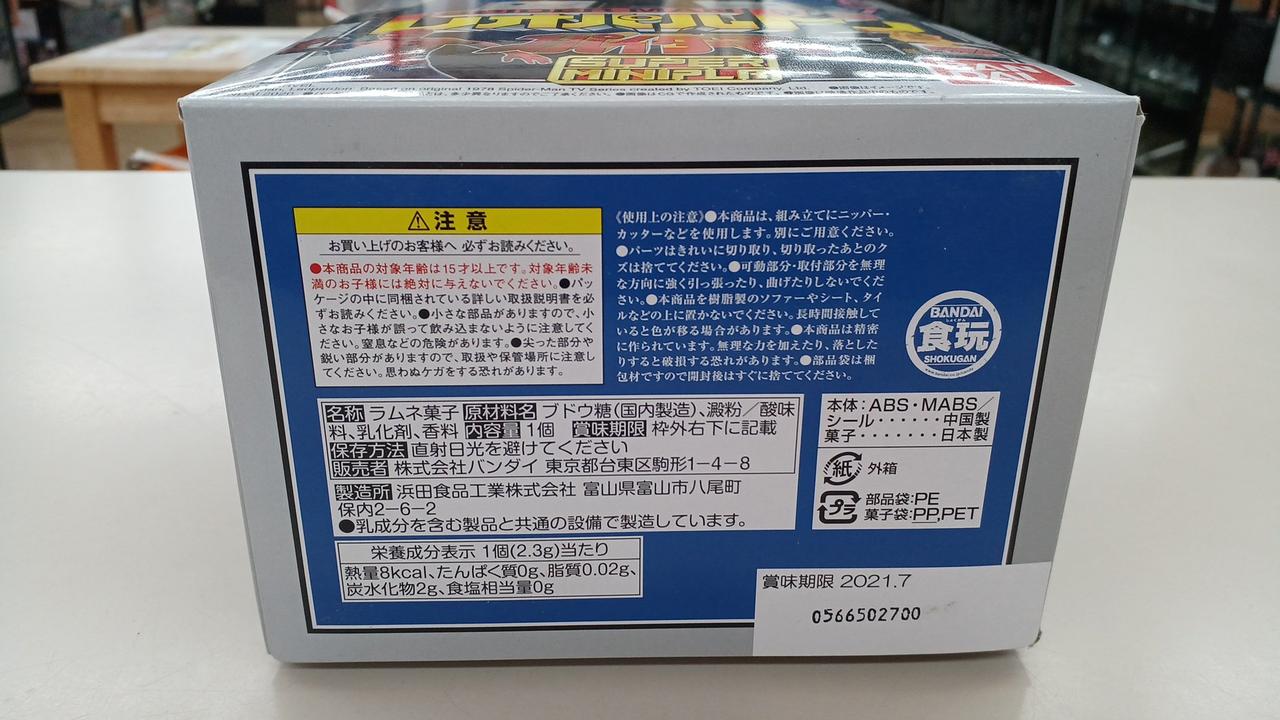 SUPER
MINIPLA
Leopardon: Based on original 1978 Spider-Man TV Series created by TOEI Company, Ltd.
⚠注意
お買い上げのお客様へ 必ずお読みください。
●本商品の対象年齢は15才以上です。対象年齢未
満のお子様には絶対に与えないでください。●パッ
ケージの中に同梱されている詳しい取扱説明書を必
ずお読みください。●小さな部品がありますので、小
さなお子様が誤って飲み込まないように注意してく
ださい。窒息などの危険があります。●尖った部分や
鋭い部分がありますので、取扱や保管場所に注意し
てください。思わぬケガをする恐れがあります。
《使用上の注意》●本商品は、組み立てにニッパー・
カッターなどを使用します。別にご用意ください。
●パーツはきれいに切り取り、切り取ったあとのク
ズは捨ててください。●可動部分・取付部分を無理
な方向に強く引っ張ったり、曲げたりしないでくだ
さい。●本商品を樹脂製のソファーやシート、タイ
ルなどの上に置かないでください。長時間接触して
いると色が移る場合があります。●本商品は精密
に作られています。無理な力を加えたり、落とした
りすると破損する恐れがあります。●部品袋は梱
包材ですので開封後はすぐに捨ててください。
BANDAI
しょくがん
食玩
SHOKUGAN
名称 ラムネ菓子 原材料名 ブドウ糖(国内製造)、澱粉／酸味
料、乳化剤、香料 内容量 1個 賞味期限 枠外右下に記載
保存方法 直射日光を避けてください
販売者 株式会社バンダイ 東京都台東区駒形1-4-8
製造所 浜田食品工業株式会社 富山県富山市八尾町
保内2-6-2
●乳成分を含む製品と共通の設備で製造しています。
本体:ABS・MABS／
シール・・・・・・中国製
菓子・・・・・・・日本製
紙 外箱
プラ 部品袋:PE
菓子袋:PP,PET
栄養成分表示 1個(2.3g)当たり
熱量8kcal、たんぱく質0g、脂質0.02g、
炭水化物2g、食塩相当量0g
賞味期限 2021.7
0566502700